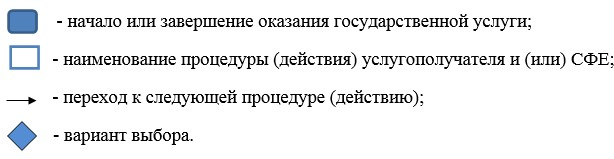 - начало или завершение оказания государственной услуги;
- наименование процедуры (действия) услугополучателя и (или) СФЕ;
- переход к следующей процедуре (действию);
- вариант выбора.